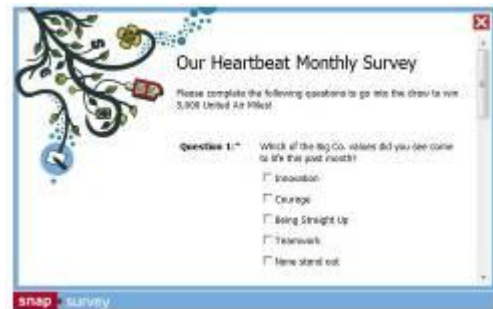 Our Heartbeat Monthly Survey
Please complete the following questions to go into the draw to win
5,000 United Air Miles!
Question 1:* Which of the Big Co. values did you see come
to life this past month?
Innovation
Courage
Being Straight Up
Teamwork
None stand out
snap survey